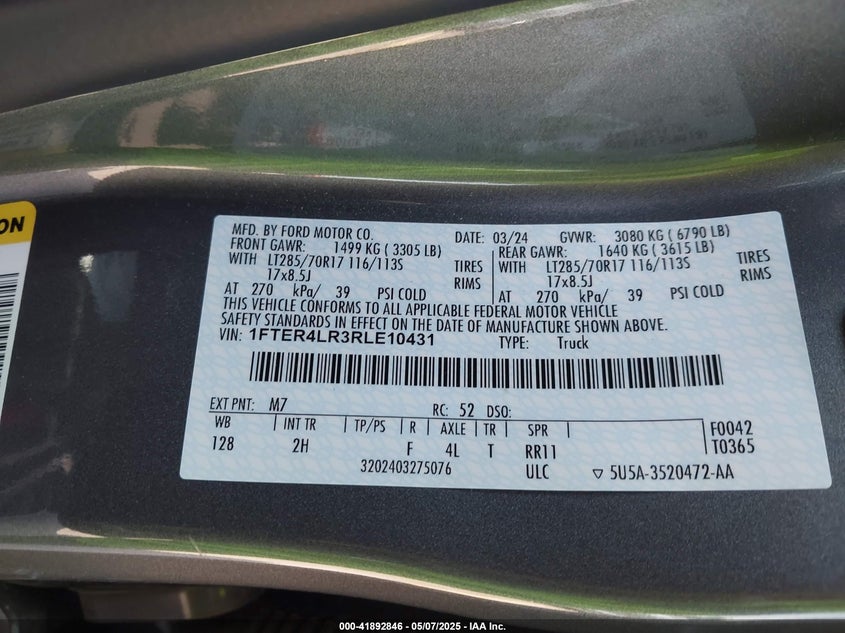 ON
MFD. BY FORD MOTOR CO. DATE: 03/24 GVWR: 3080 KG ( 6790 LB)
FRONT GAWR: 1499 KG ( 3305 LB) REAR GAWR: 1640 KG ( 3615 LB)
WITH LT285/70R17 116/113S TIRES WITH LT285/70R17 116/113S TIRES
17x8.5J RIMS 17x8.5J RIMS
AT 270 kPa/ 39 PSI COLD AT 270 kPa/ 39 PSI COLD
THIS VEHICLE CONFORMS TO ALL APPLICABLE FEDERAL MOTOR VEHICLE
SAFETY STANDARDS IN EFFECT ON THE DATE OF MANUFACTURE SHOWN ABOVE.
VIN: 1FTER4LR3RLE10431 TYPE: Truck
EXT PNT: M7 RC: 52 DSO:
WB INT TR TP/PS R AXLE TR SPR F0042
128 2H F 4L T RR11 T0365
3202403275076 ULC ▽ 5U5A-3520472-AA
000-41892846 - 05/07/2025 - IAA Inc.